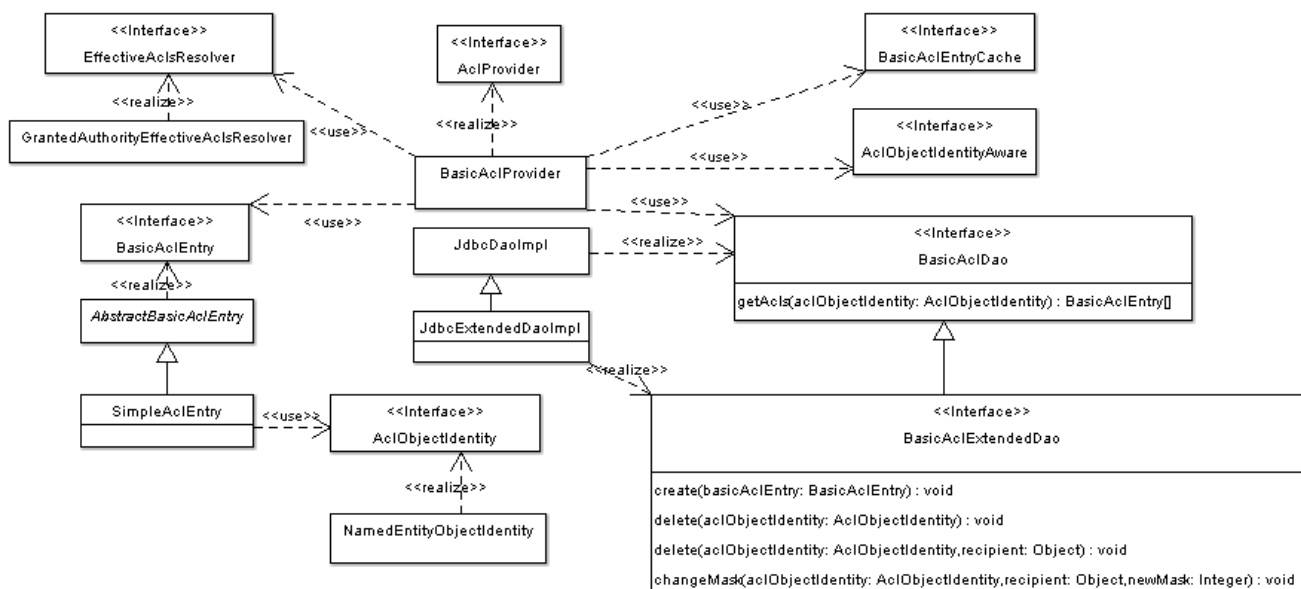 <<Interface>>
EffectiveAclsResolver
<<Interface>>
AclProvider
<<Interface>>
BasicAclEntryCache
<<realize>>
<<use>>
<<realize>>
<<use>>
GrantedAuthorityEffectiveAclsResolver
<<Interface>>
AclObjectIdentityAware
BasicAclProvider
<<use>>
<<Interface>>
BasicAclEntry
<<use>>
<<use>>
JdbcDaoImpl
<<realize>>
<<Interface>>
BasicAclDao
<<realize>>
AbstractBasicAclEntry
getAcls(aclObjectIdentity: AclObjectIdentity) : BasicAclEntry[]
JdbcExtendedDaoImpl
<<realize>>
SimpleAclEntry
<<use>>
<<Interface>>
AclObjectIdentity
<<Interface>>
BasicAclExtendedDao
<<realize>>
NamedEntityObjectIdentity
create(basicAclEntry: BasicAclEntry) : void
delete(aclObjectIdentity: AclObjectIdentity) : void
delete(aclObjectIdentity: AclObjectIdentity,recipient: Object) : void
changeMask(aclObjectIdentity: AclObjectIdentity,recipient: Object,newMask: Integer) : void